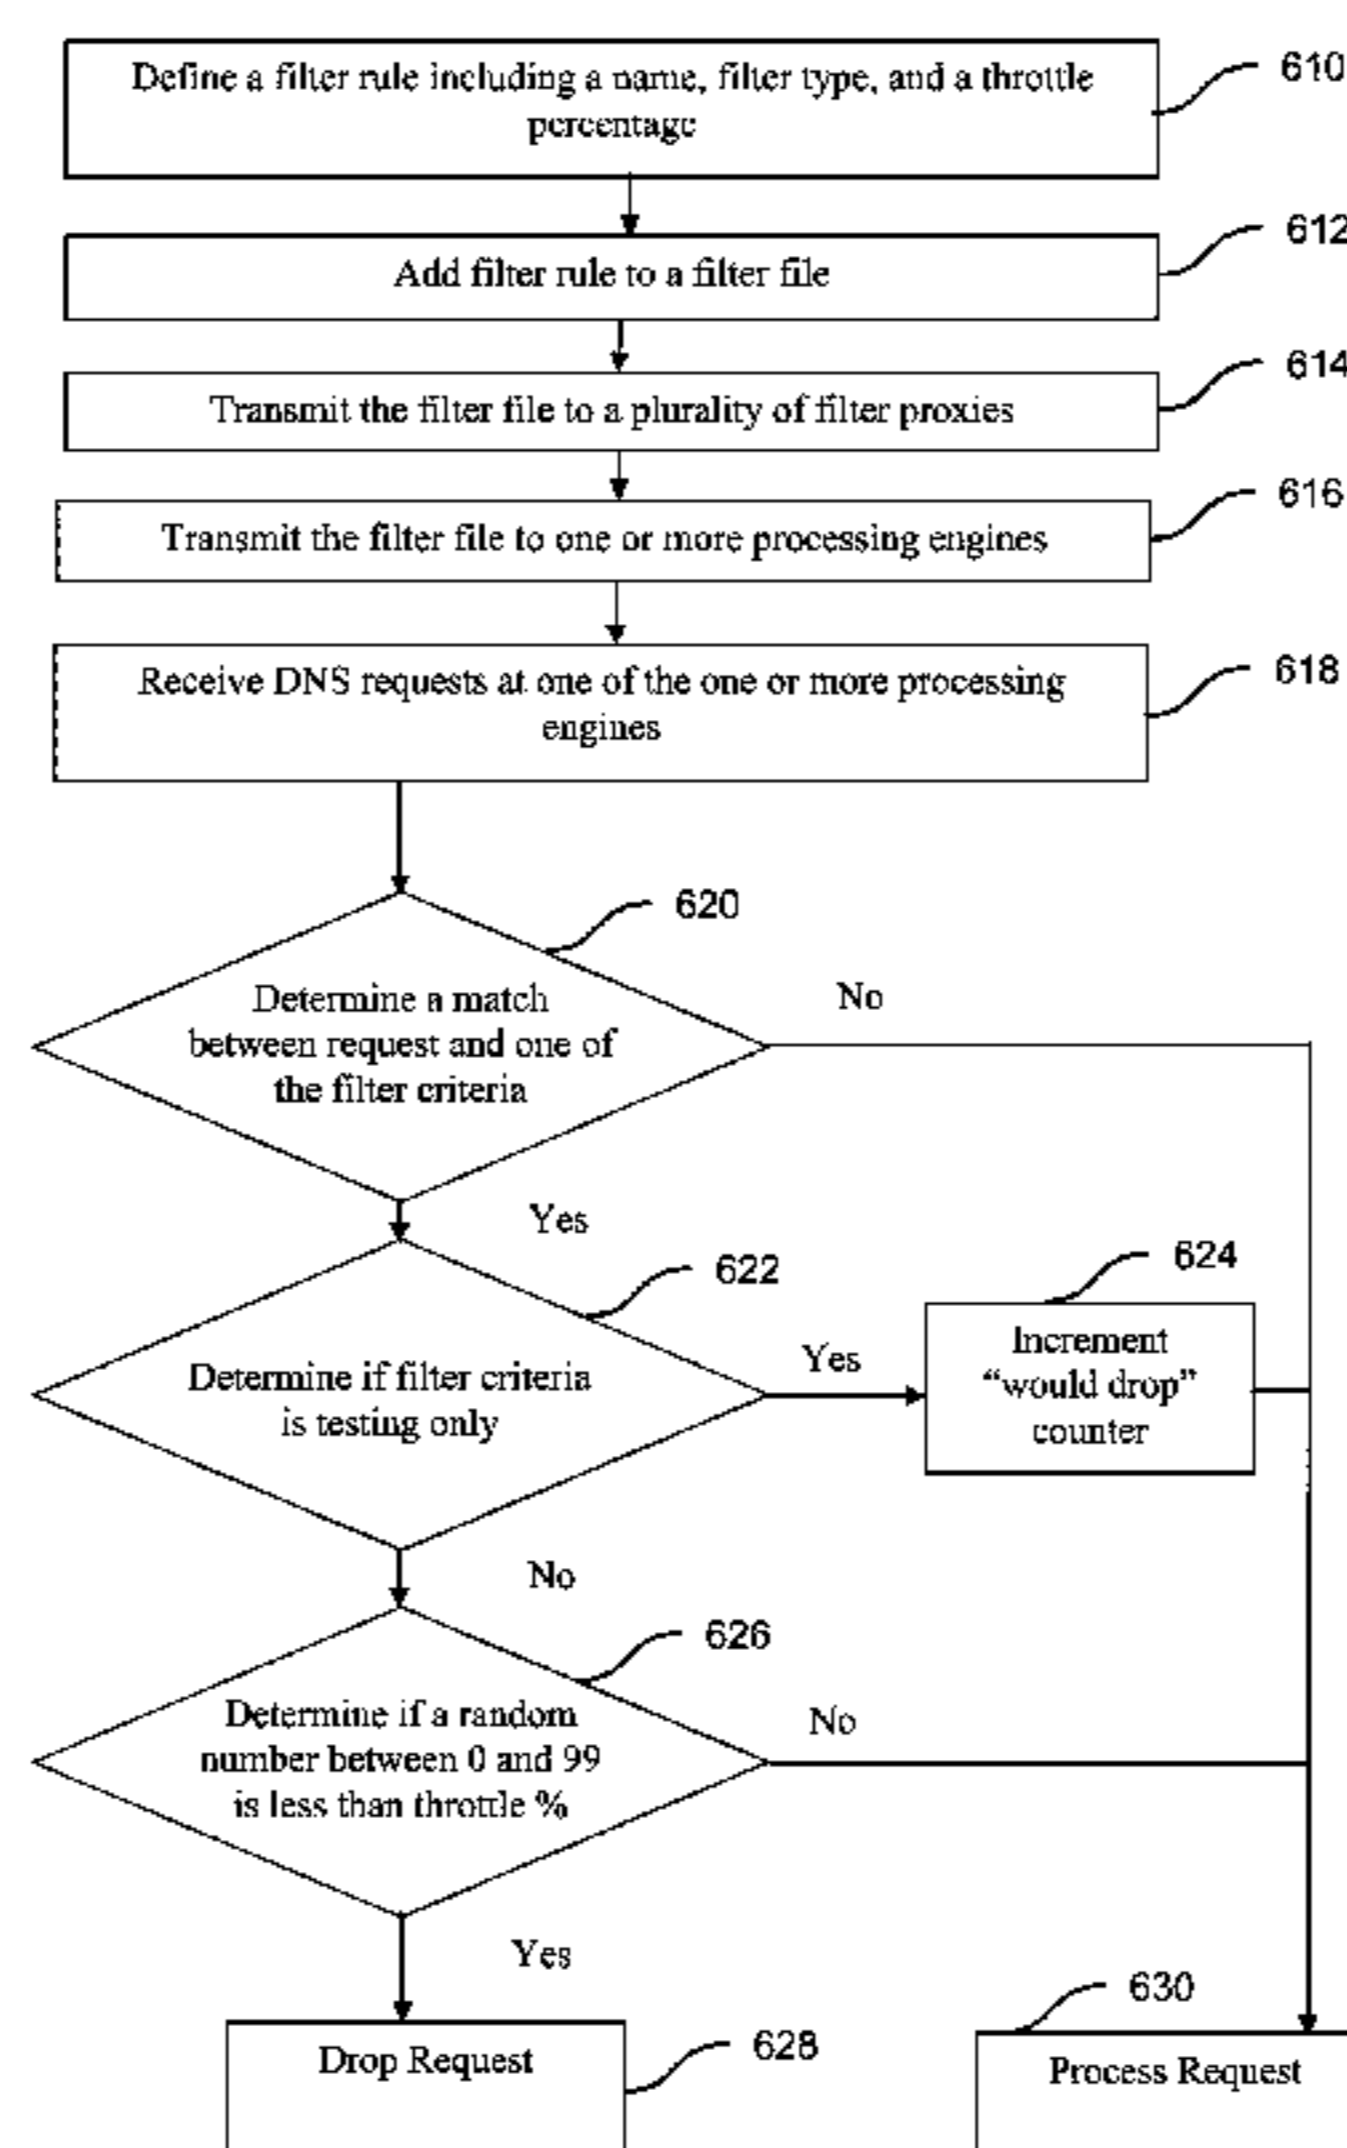 Define a filter rule including a name, filter type, and a throttle
percentage
610
Add filter rule to a filter file
612
Transmit the filter file to a plurality of filter proxies
614
Transmit the filter file to one or more processing engines
616
Receive DNS requests at one of the one or more processing
engines
618
620
Determine a match
between request and one of
the filter criteria
No
Yes
622
Determine if filter criteria
is testing only
Yes
624
Increment
“would drop”
counter
No
626
Determine if a random
number between 0 and 99
is less than throttle %
No
Yes
Drop Request
628
630
Process Request